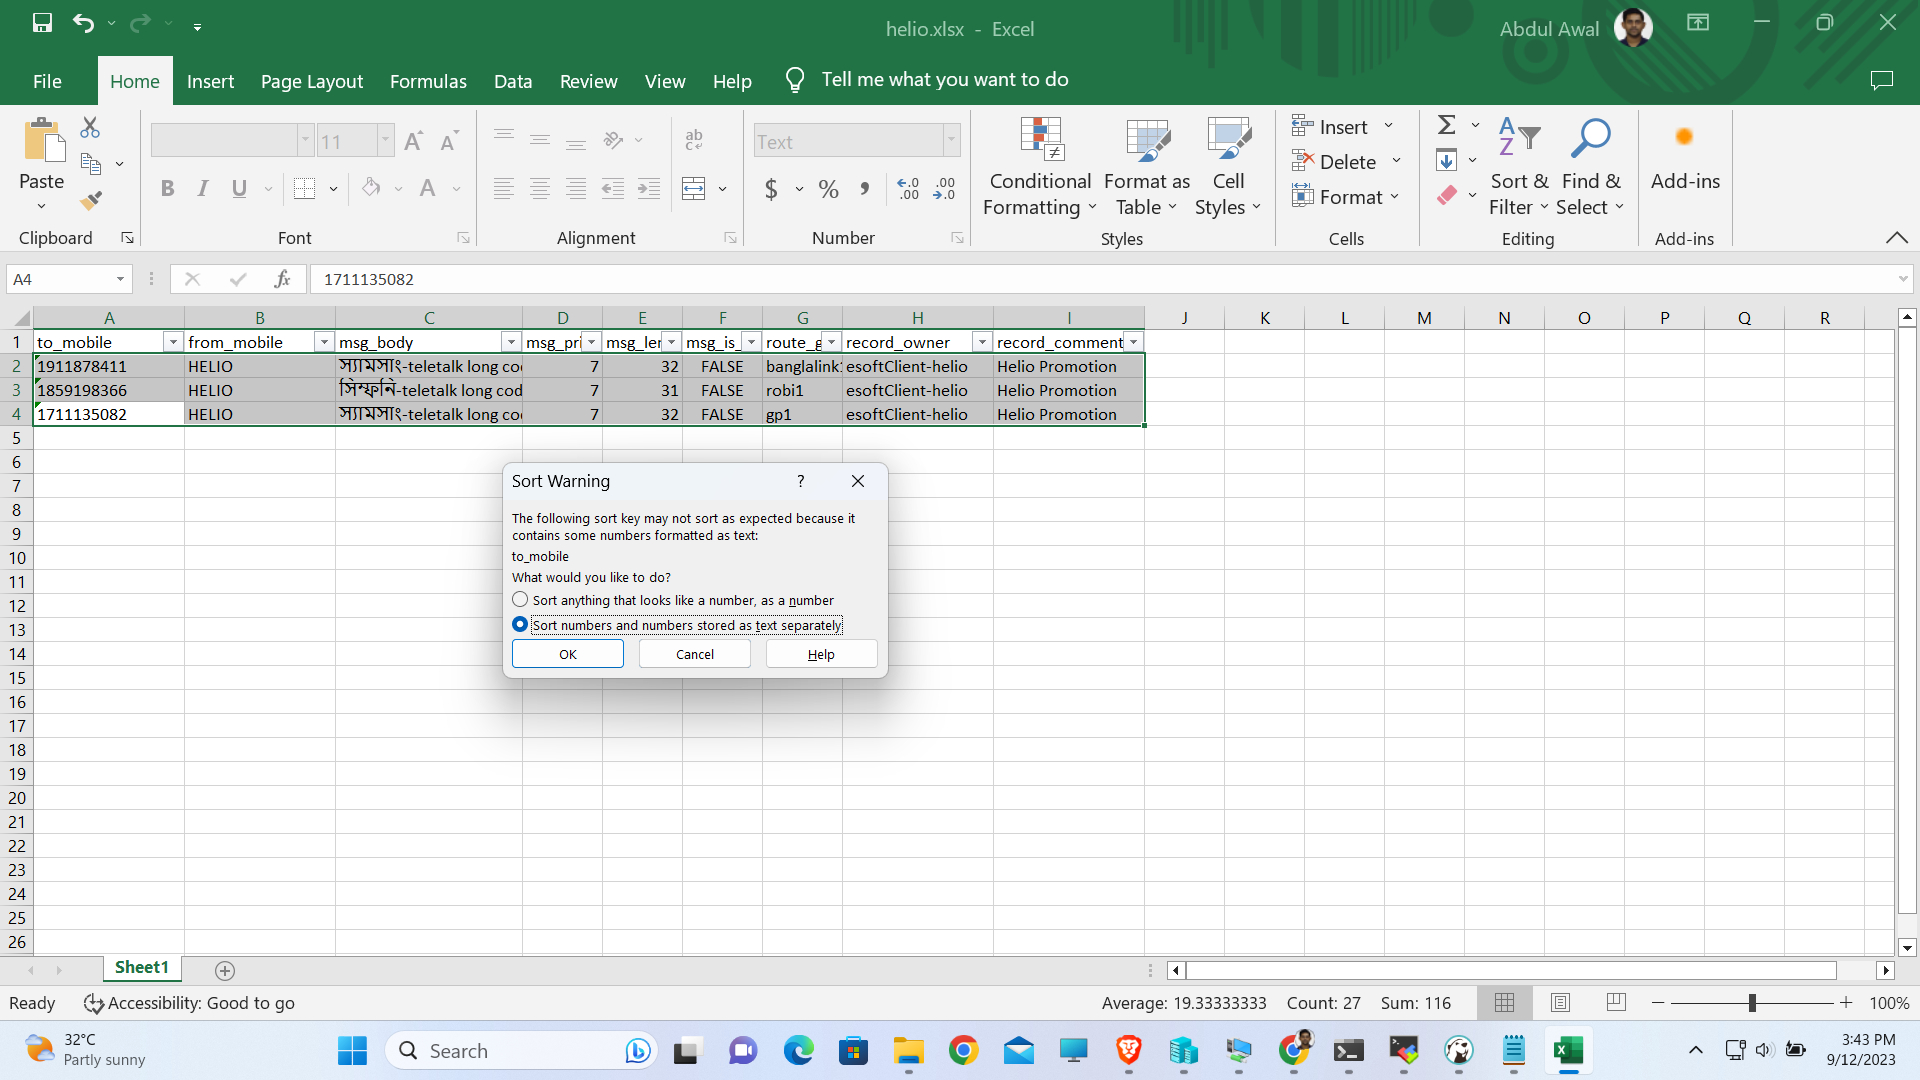 helio.xlsx - Excel
Abdul Awal
File Home Insert Page Layout Formulas Data Review View Help Tell me what you want to do
Paste
Clipboard
11
B I U
A
Font
ab
Alignment
Text
$ % ,
Number
Conditional Formatting
Format as Table
Cell Styles
Styles
Insert
Delete
Format
Cells
Sort & Filter
Find & Select
Editing
Add-ins
Add-ins
A4 fx 1711135082
A B C D E F G H I J K L M N O P Q R
1 to_mobile from_mobile msg_body msg_pri msg_ler msg_is_ route_g record_owner record_comment
2 1911878411 HELIO স্যামসাং-teletalk long co 7 32 FALSE banglalink: esoftClient-helio Helio Promotion
3 1859198366 HELIO সিম্ফনি-teletalk long cod 7 31 FALSE robi1 esoftClient-helio Helio Promotion
4 1711135082 HELIO স্যামসাং-teletalk long co 7 32 FALSE gp1 esoftClient-helio Helio Promotion
5
6
7
8
9
10
11
12
13
14
15
16
17
18
19
20
21
22
23
24
25
26
Sort Warning ?
The following sort key may not sort as expected because it
contains some numbers formatted as text:
to_mobile
What would you like to do?
Sort anything that looks like a number, as a number
Sort numbers and numbers stored as text separately
OK Cancel Help
Sheet1
Ready Accessibility: Good to go Average: 19.33333333 Count: 27 Sum: 116 100%
32°C
Partly sunny
Search
3:43 PM
9/12/2023